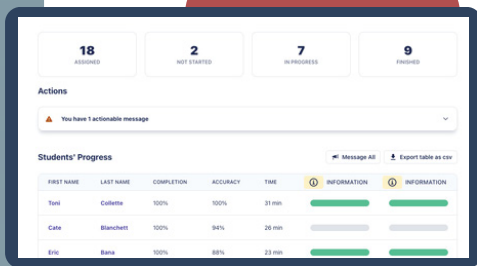 18 2 7 9
ASSIGNED NOT STARTED IN PROGRESS FINISHED
Actions
You have 1 actionable message
Students' Progress Message All Export table as csv
FIRST NAME LAST NAME COMPLETION ACCURACY TIME INFORMATION INFORMATION
Toni Collette 100% 100% 31 min
Cate Blanchett 100% 94% 26 min
Eric Bana 100% 88% 23 min